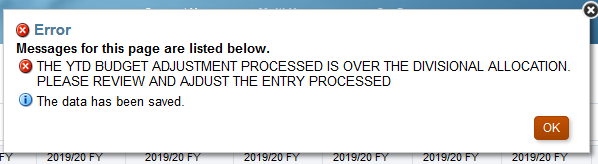 Error
Messages for this page are listed below.
THE YTD BUDGET ADJUSTMENT PROCESSED IS OVER THE DIVISIONAL ALLOCATION.
PLEASE REVIEW AND AJDUST THE ENTRY PROCESSED
The data has been saved.
OK
2019/20 FY 2019/20 FY 2019/20 FY 2019/20 FY 2019/20 FY 2019/20 FY